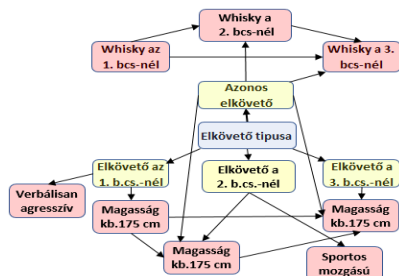 Whisky a
2. bcs-nél
Whisky az
1. bcs-nél
Whisky a 3.
bcs-nél
Azonos
elkövető
Elkövető tipusa
Elkövető az
1. b.cs.-nél
Elkövető a
2. b.cs.-nél
Elkövető a
3. b.cs.-nél
Verbálisan
agresszív
Magasság
kb.175 cm
Magasság
kb.175 cm
Magasság
kb.175 cm
Sportos
mozgású